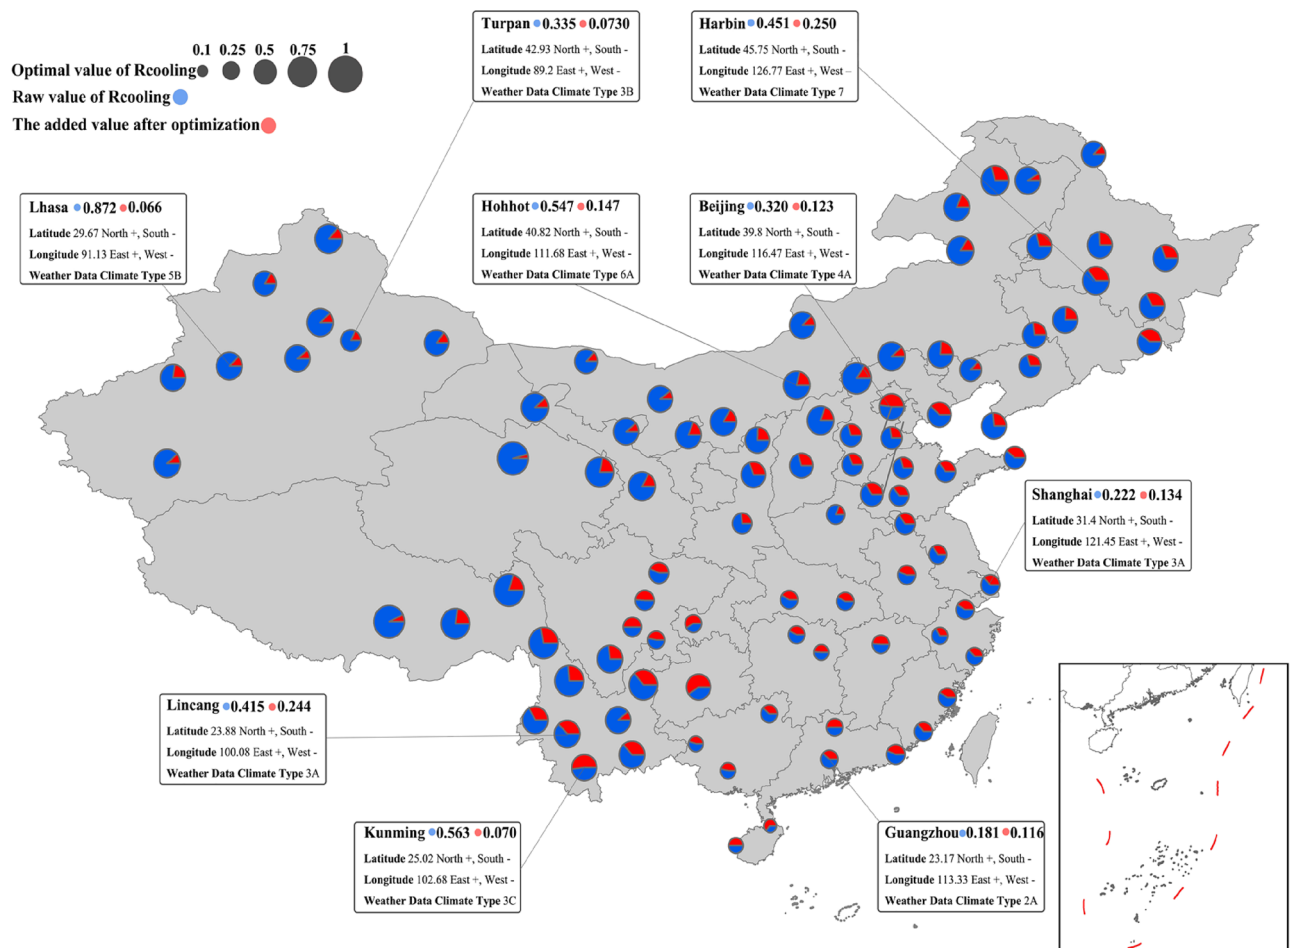 0.1 0.25 0.5 0.75 1
Optimal value of Rcooling
Raw value of Rcooling
The added value after optimization
Turpan 0.335 0.0730
Latitude 42.93 North +, South -
Longitude 89.2 East +, West -
Weather Data Climate Type 3B
Harbin 0.451 0.250
Latitude 45.75 North +, South -
Longitude 126.77 East +, West -
Weather Data Climate Type 7
Lhasa 0.872 0.066
Latitude 29.67 North +, South -
Longitude 91.13 East +, West -
Weather Data Climate Type 5B
Hohhot 0.547 0.147
Latitude 40.82 North +, South -
Longitude 111.68 East +, West -
Weather Data Climate Type 6A
Beijing 0.320 0.123
Latitude 39.8 North +, South -
Longitude 116.47 East +, West -
Weather Data Climate Type 4A
Shanghai 0.222 0.134
Latitude 31.4 North +, South -
Longitude 121.45 East +, West -
Weather Data Climate Type 3A
Lincang 0.415 0.244
Latitude 23.88 North +, South -
Longitude 100.08 East +, West -
Weather Data Climate Type 3A
Kunming 0.563 0.070
Latitude 25.02 North +, South -
Longitude 102.68 East +, West -
Weather Data Climate Type 3C
Guangzhou 0.181 0.116
Latitude 23.17 North +, South -
Longitude 113.33 East +, West -
Weather Data Climate Type 2A